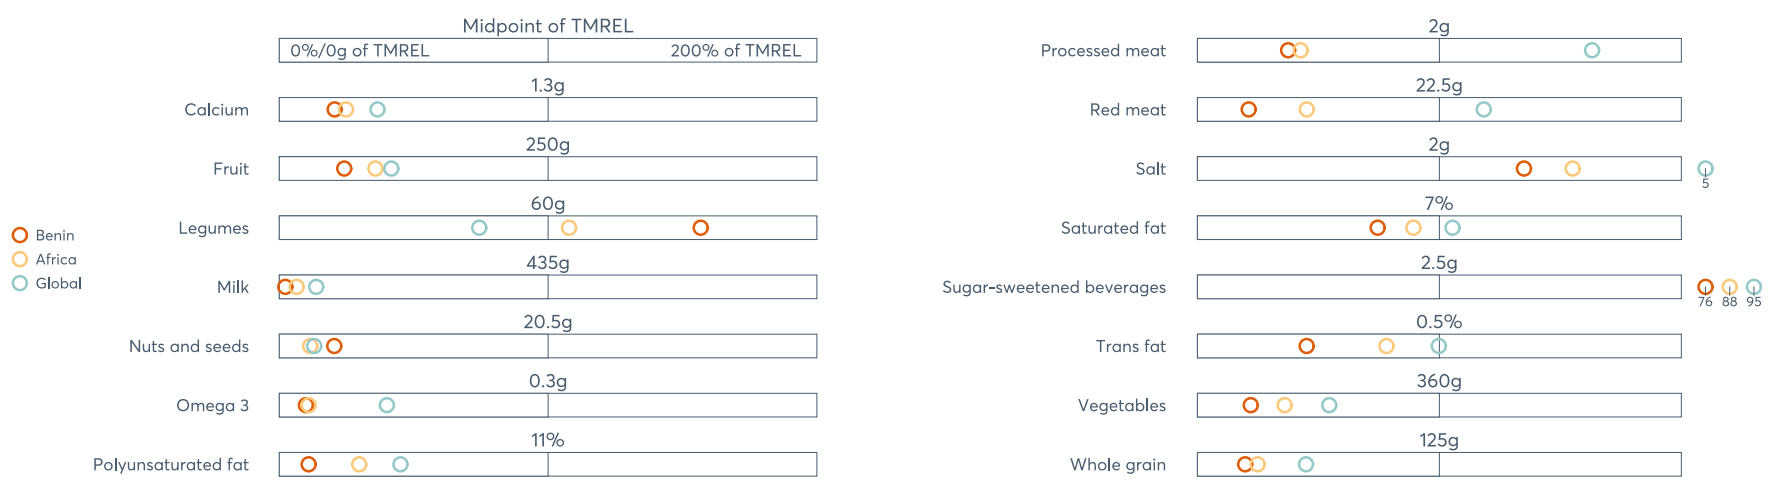 Midpoint of TMREL
0%/0g of TMREL
200% of TMREL
Calcium
1.3g
Fruit
250g
Legumes
60g
Milk
435g
Nuts and seeds
20.5g
Omega 3
0.3g
Polyunsaturated fat
11%
Benin
Africa
Global
Processed meat
2g
Red meat
22.5g
Salt
2g
5
Saturated fat
7%
Sugar-sweetened beverages
2.5g
76 88 95
Trans fat
0.5%
Vegetables
360g
Whole grain
125g